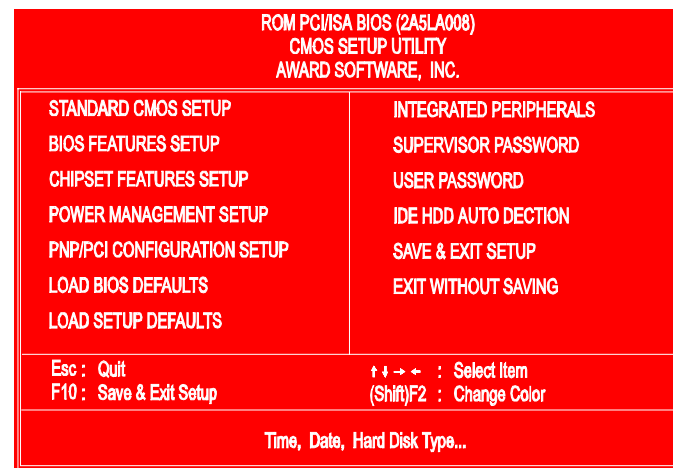 ROM PCI/ISA BIOS (2A5LA008)
CMOS SETUP UTILITY
AWARD SOFTWARE, INC.
STANDARD CMOS SETUP
BIOS FEATURES SETUP
CHIPSET FEATURES SETUP
POWER MANAGEMENT SETUP
PNP/PCI CONFIGURATION SETUP
LOAD BIOS DEFAULTS
LOAD SETUP DEFAULTS
INTEGRATED PERIPHERALS
SUPERVISOR PASSWORD
USER PASSWORD
IDE HDD AUTO DECTION
SAVE & EXIT SETUP
EXIT WITHOUT SAVING
Esc : Quit
F10 : Save & Exit Setup
↑ ↓ → ← : Select Item
(Shift)F2 : Change Color
Time, Date, Hard Disk Type...